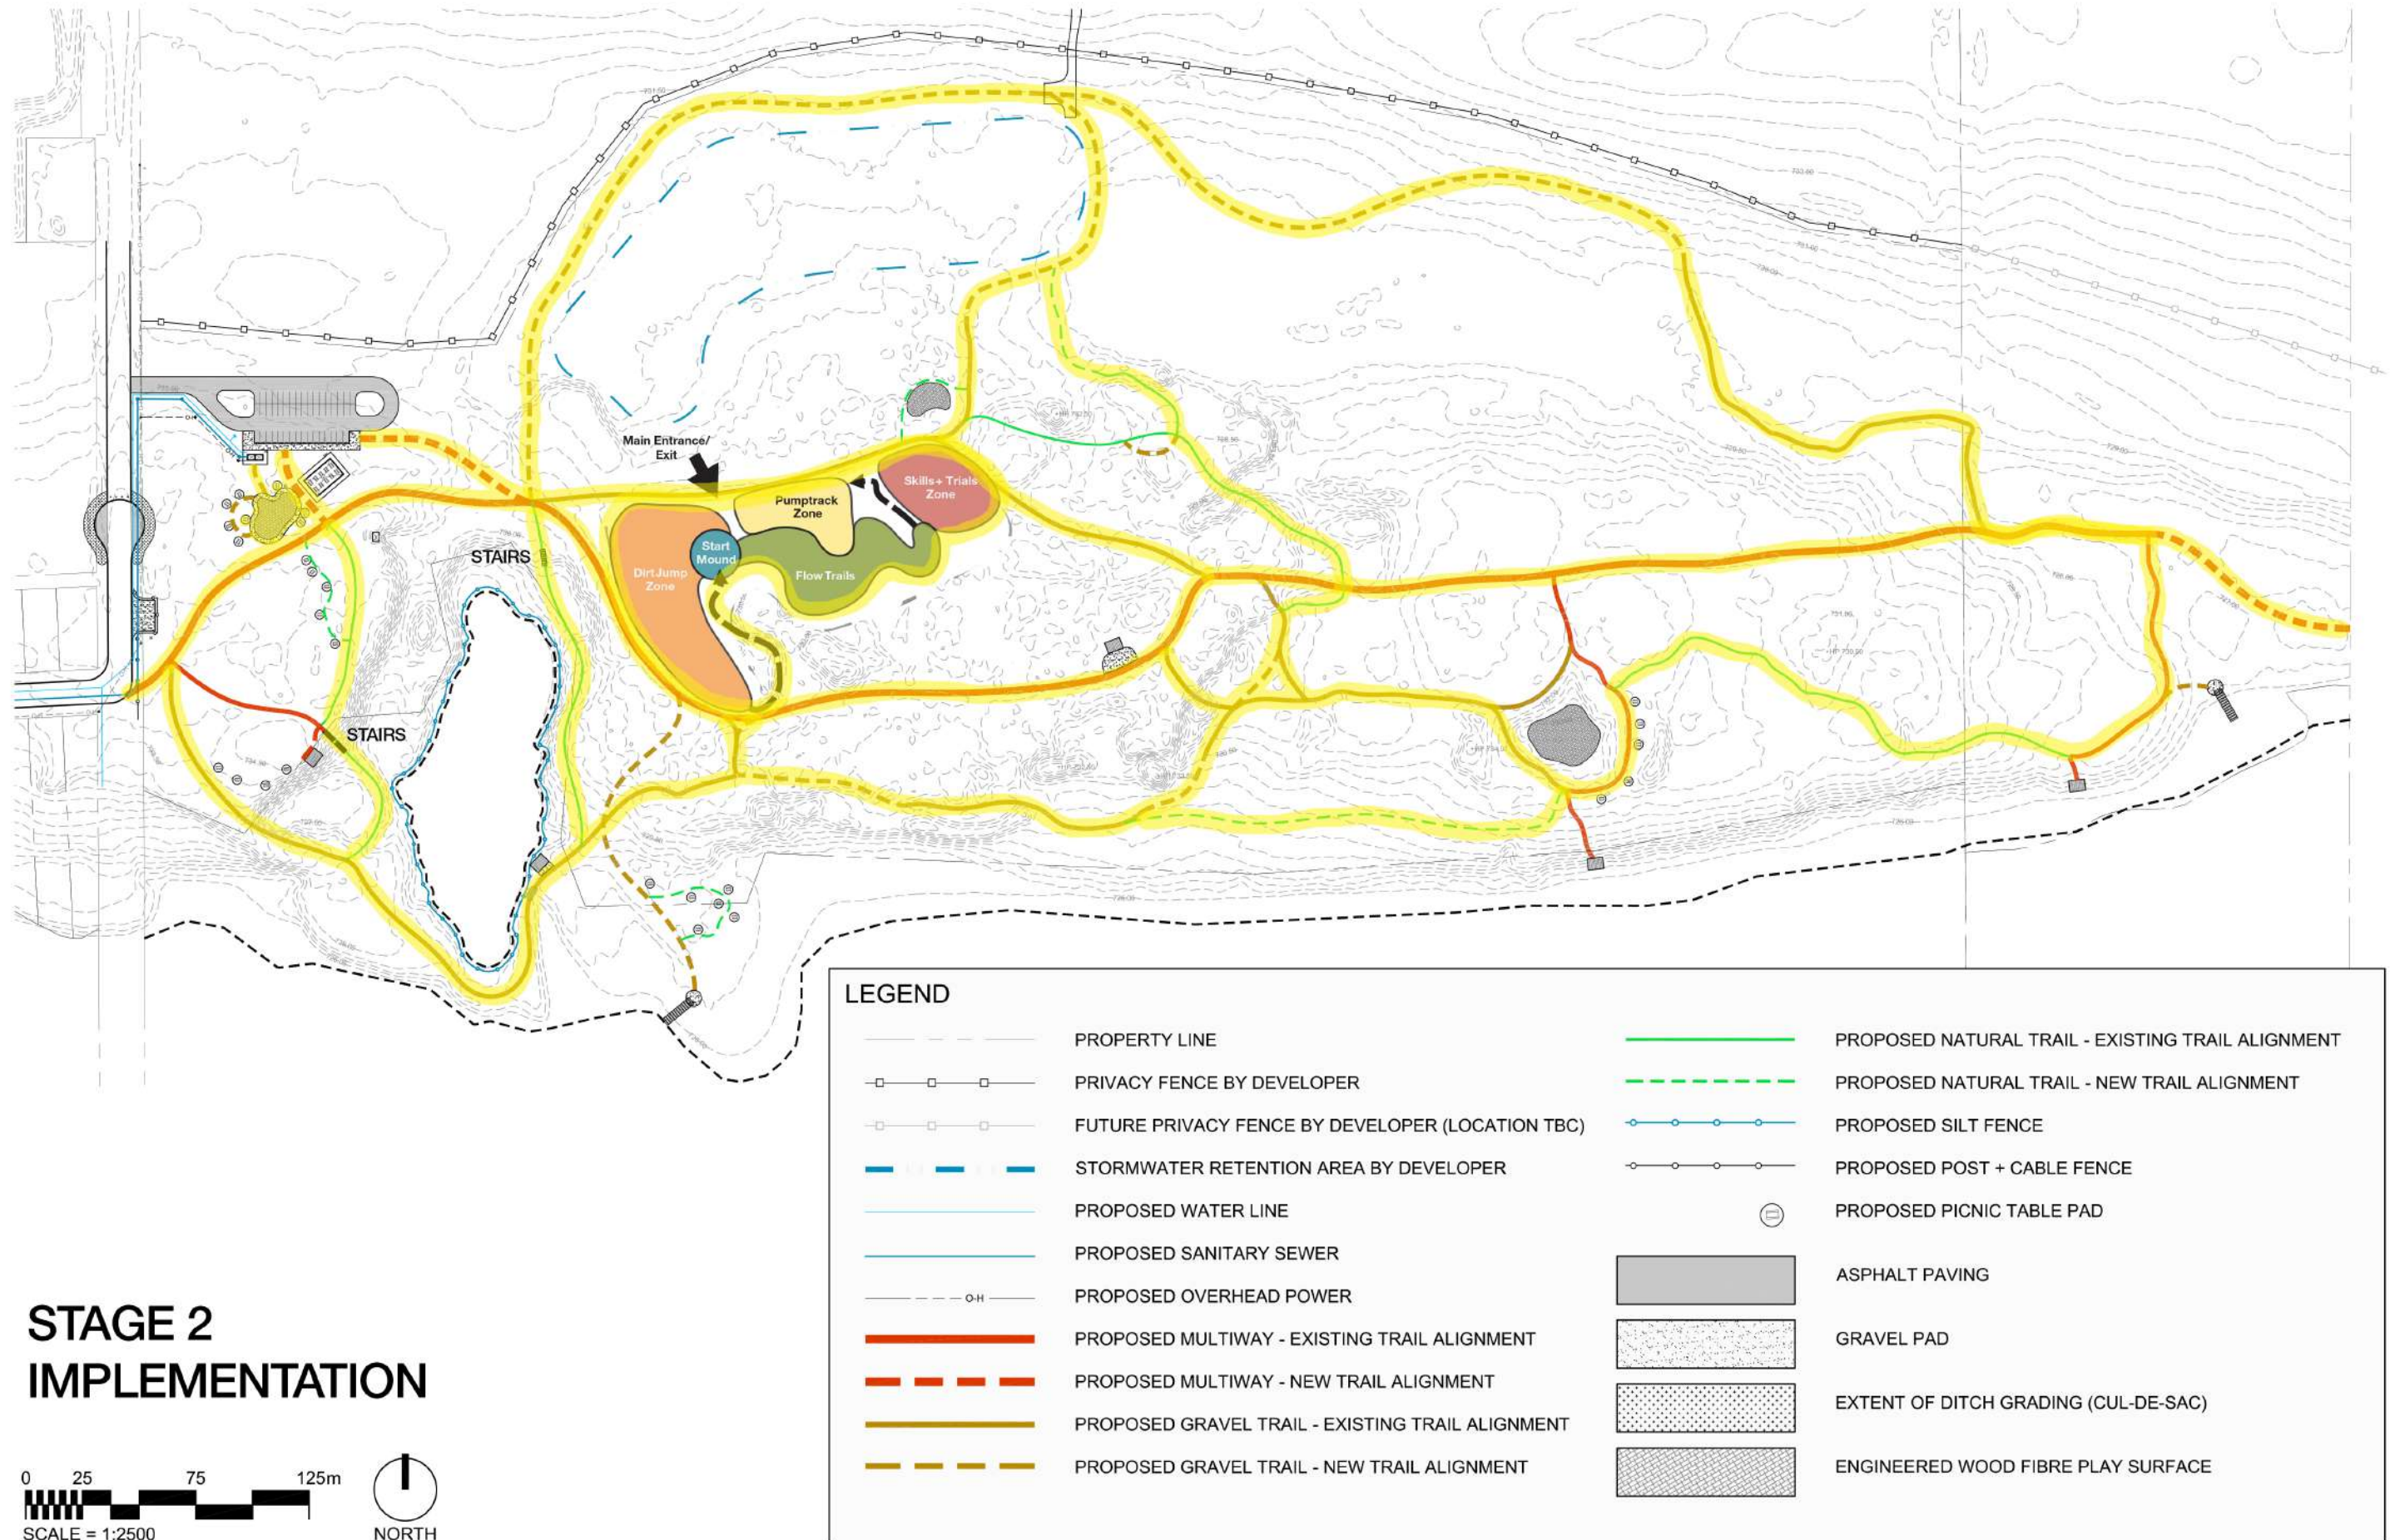 Main Entrance/
Exit
Skills+ Trials
Zone
Pumptrack
Zone
STAIRS
Start
Mound
Dirt Jump
Zone
Flow Trails
STAIRS
LEGEND
PROPERTY LINE
PRIVACY FENCE BY DEVELOPER
FUTURE PRIVACY FENCE BY DEVELOPER (LOCATION TBC)
STORMWATER RETENTION AREA BY DEVELOPER
PROPOSED WATER LINE
PROPOSED SANITARY SEWER
O-H
PROPOSED OVERHEAD POWER
PROPOSED MULTIWAY - EXISTING TRAIL ALIGNMENT
PROPOSED MULTIWAY - NEW TRAIL ALIGNMENT
PROPOSED GRAVEL TRAIL - EXISTING TRAIL ALIGNMENT
PROPOSED GRAVEL TRAIL - NEW TRAIL ALIGNMENT
PROPOSED NATURAL TRAIL - EXISTING TRAIL ALIGNMENT
PROPOSED NATURAL TRAIL - NEW TRAIL ALIGNMENT
PROPOSED SILT FENCE
PROPOSED POST + CABLE FENCE
PROPOSED PICNIC TABLE PAD
ASPHALT PAVING
GRAVEL PAD
EXTENT OF DITCH GRADING (CUL-DE-SAC)
ENGINEERED WOOD FIBRE PLAY SURFACE
STAGE 2
IMPLEMENTATION
0 25 75 125m
SCALE = 1:2500
NORTH